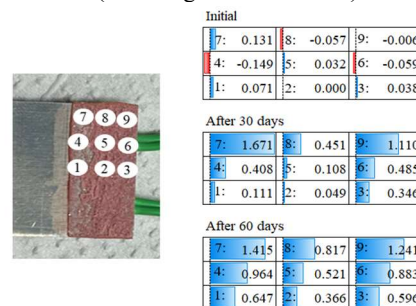 Initial
7: 0.131 8: -0.057 9: -0.006
4: -0.149 5: 0.032 6: -0.059
1: 0.071 2: 0.000 3: 0.038
7 8 9
4 5 6
1 2 3
After 30 days
7: 1.671 8: 0.451 9: 1.110
4: 0.408 5: 0.108 6: 0.485
1: 0.111 2: 0.049 3: 0.346
After 60 days
7: 1.415 8: 0.817 9: 1.241
4: 0.964 5: 0.521 6: 0.883
1: 0.647 2: 0.366 3: 0.896